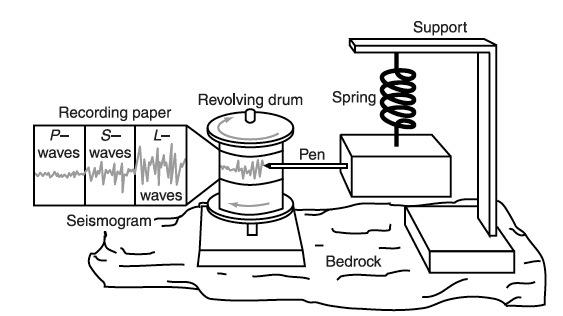 Support
Spring
Revolving drum
Recording paper
P– S– L–
waves waves
waves
Pen
Seismogram
Bedrock